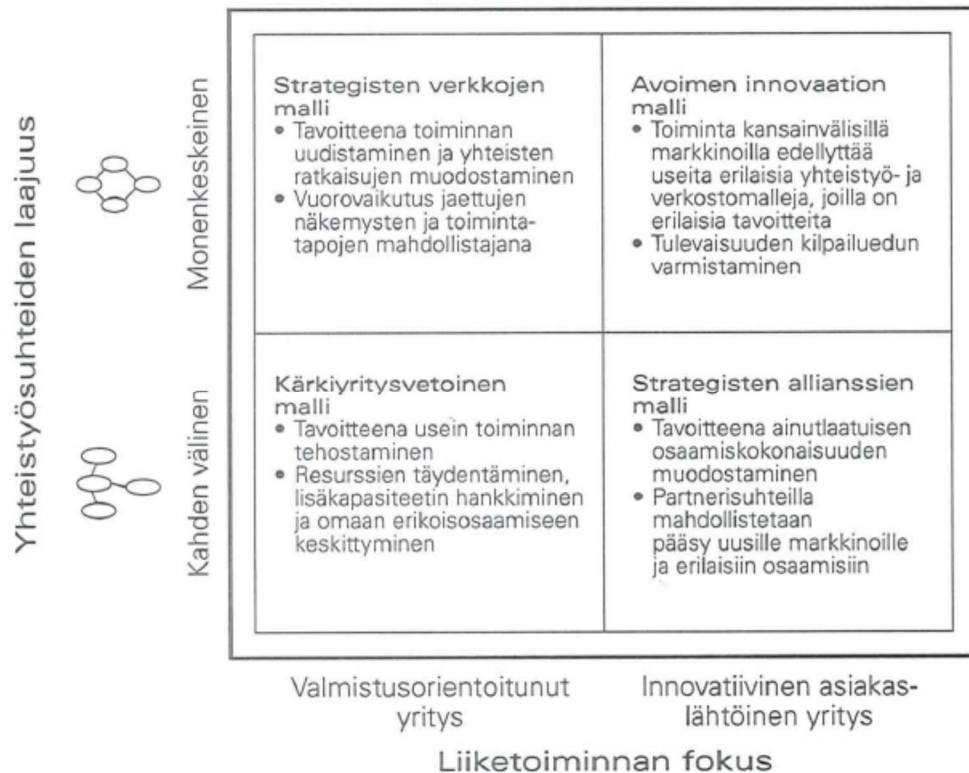 Yhteistyösuhteiden laajuus
Monenkeskeinen
Strategisten verkkojen
malli
• Tavoitteena toiminnan
uudistaminen ja yhteisten
ratkaisujen muodostaminen
• Vuorovaikutus jaettujen
näkemysten ja toiminta-
tapojen mahdollistajana
Avoimen innovaation
malli
• Toiminta kansainvälisillä
markkinoilla edellyttää
useita erilaisia yhteistyö- ja
verkostomalleja, joilla on
erilaisia tavoitteita
• Tulevaisuuden kilpailuedun
varmistaminen
Kahden välinen
Kärkiyritysvetoinen
malli
• Tavoitteena usein toiminnan
tehostaminen
• Resurssien täydentäminen,
lisäkapasiteetin hankkiminen
ja omaan erikoisosaamiseen
keskittyminen
Strategisten allianssien
malli
• Tavoitteena ainutlaatuisen
osaamiskokonaisuuden
muodostaminen
• Partnerisuhteilla
mahdollistetaan
pääsy uusille markkinoille
ja erilaisiin osaamisiin
Valmistusorientoitunut
yritys
Innovatiivinen asiakas-
lähtöinen yritys
Liiketoiminnan fokus